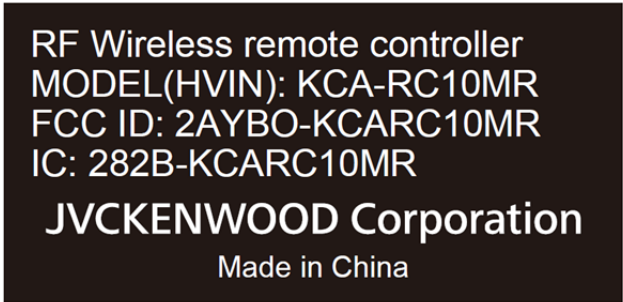 RF Wireless remote controller
MODEL(HVIN): KCA-RC10MR
FCC ID: 2AYBO-KCARC10MR
IC: 282B-KCARC10MR
JVCKENWOOD Corporation
Made in China